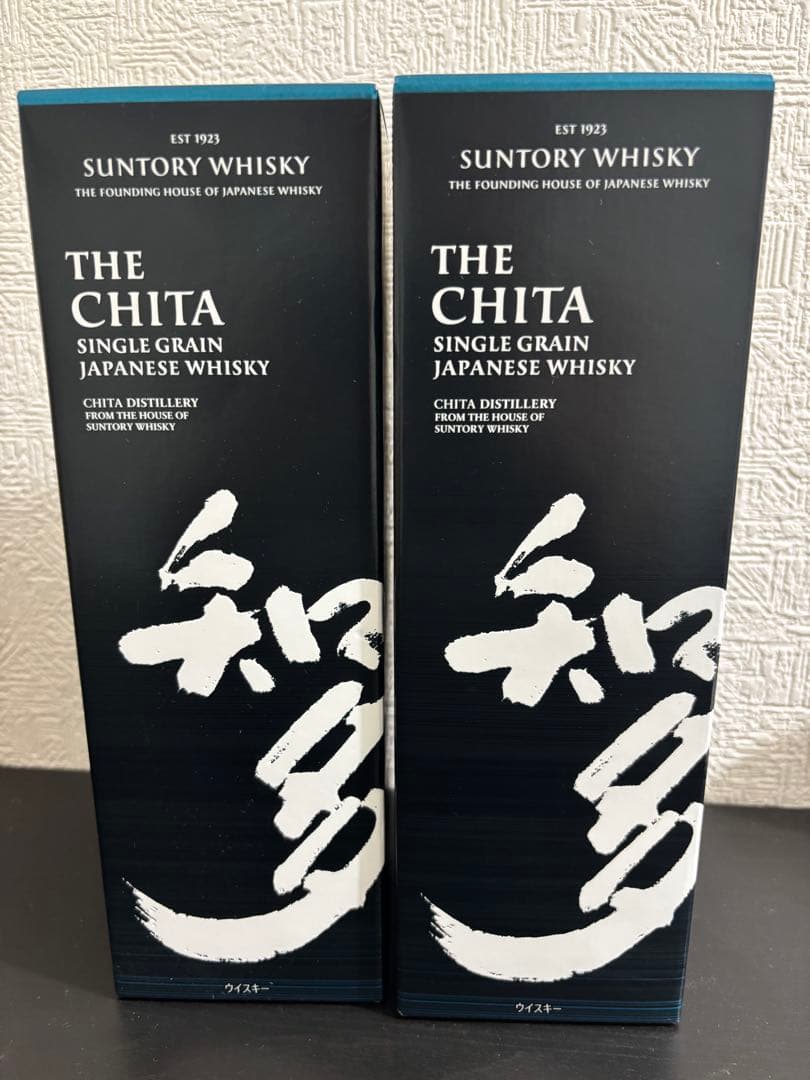 EST 1923
SUNTORY WHISKY
THE FOUNDING HOUSE OF JAPANESE WHISKY
THE
CHITA
SINGLE GRAIN
JAPANESE WHISKY
CHITA DISTILLERY
FROM THE HOUSE OF
SUNTORY WHISKY
知
多
ウイスキー
EST 1923
SUNTORY WHISKY
THE FOUNDING HOUSE OF JAPANESE WHISKY
THE
CHITA
SINGLE GRAIN
JAPANESE WHISKY
CHITA DISTILLERY
FROM THE HOUSE OF
SUNTORY WHISKY
知
多
ウイスキー